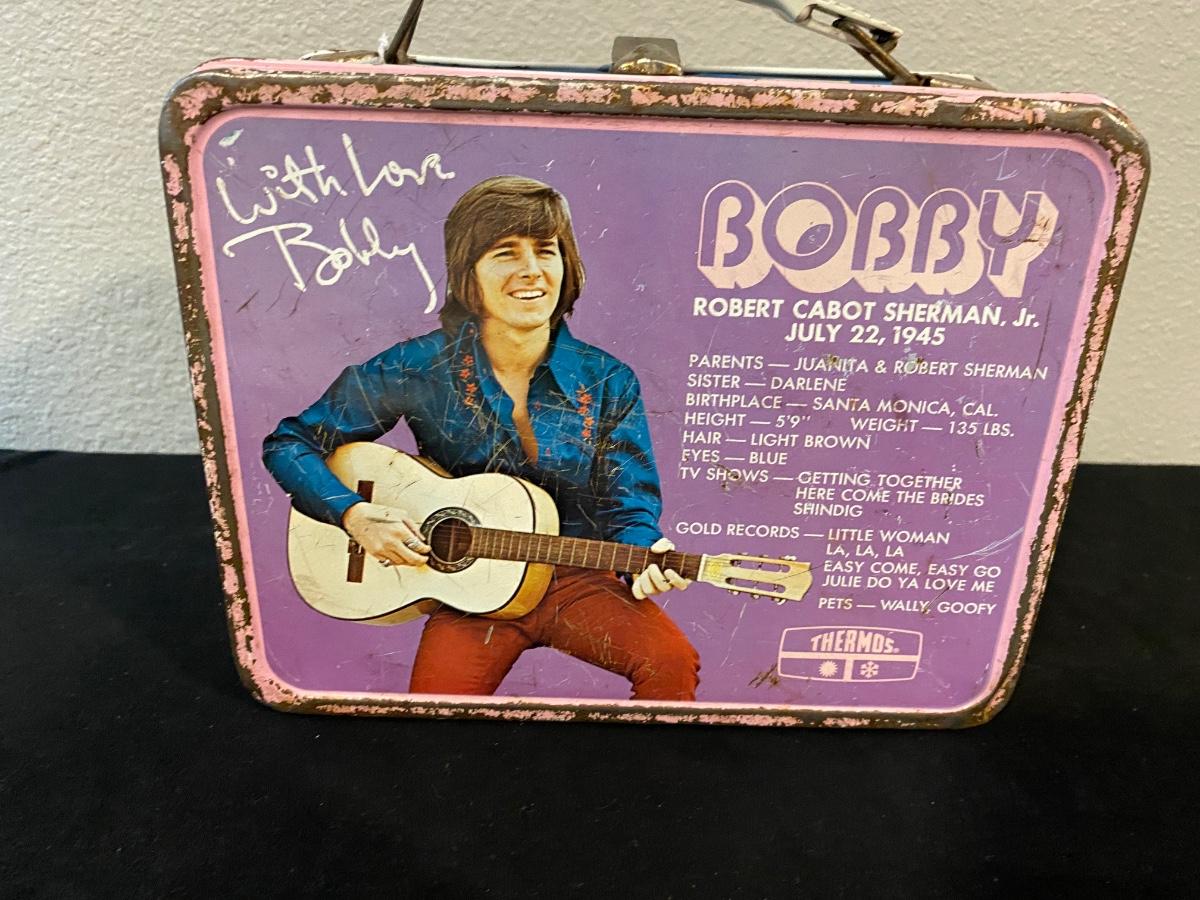 With Love
Bobby
BOBBY
ROBERT CABOT SHERMAN, Jr.
JULY 22, 1945
PARENTS — JUANITA & ROBERT SHERMAN
SISTER — DARLENE
BIRTHPLACE — SANTA MONICA, CAL.
HEIGHT — 5'9" WEIGHT — 135 LBS.
HAIR — LIGHT BROWN
EYES — BLUE
TV SHOWS — GETTING TOGETHER
HERE COME THE BRIDES
SHINDIG
GOLD RECORDS — LITTLE WOMAN
LA, LA, LA
EASY COME, EASY GO
JULIE DO YA LOVE ME
PETS — WALLY, GOOFY
THERMOS®